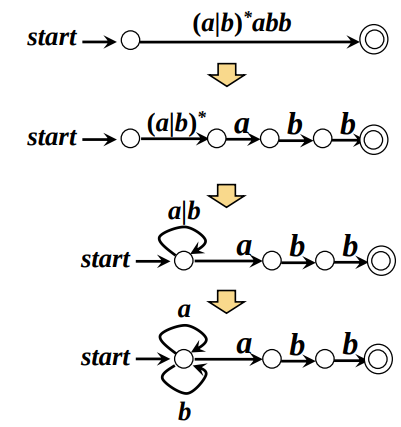 (a|b)*abb
start
(a|b)* a b b
start
a|b
start a b b
a
start a b b
b